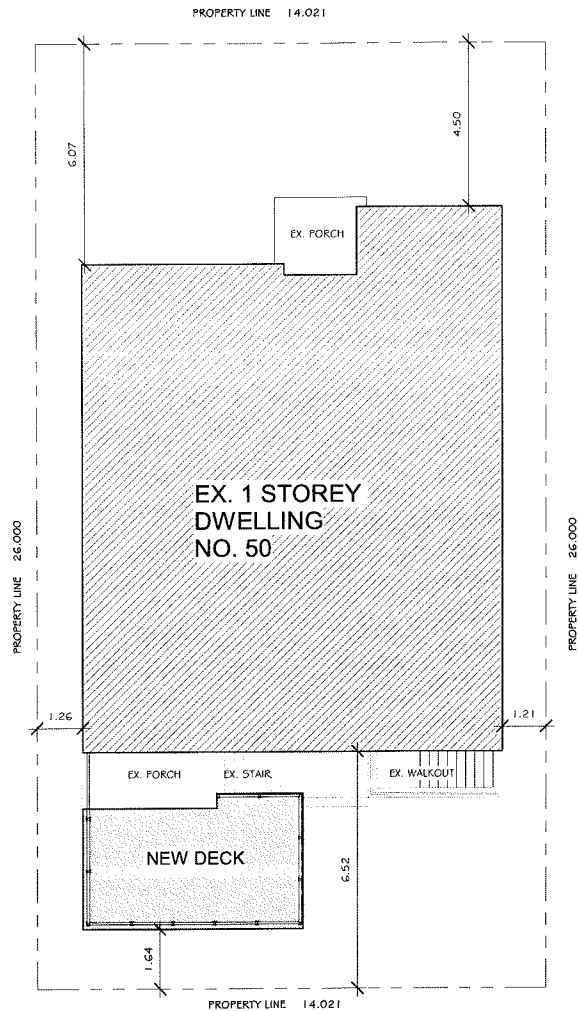 PROPERTY LINE 14.021
4.50
6.07
EX. PORCH
EX. 1 STOREY
DWELLING
NO. 50
PROPERTY LINE 26.000
PROPERTY LINE 26.000
1.26
1.21
EX. PORCH
EX. STAIR
EX. WALKOUT
NEW DECK
6.52
1.64
PROPERTY LINE 14.021